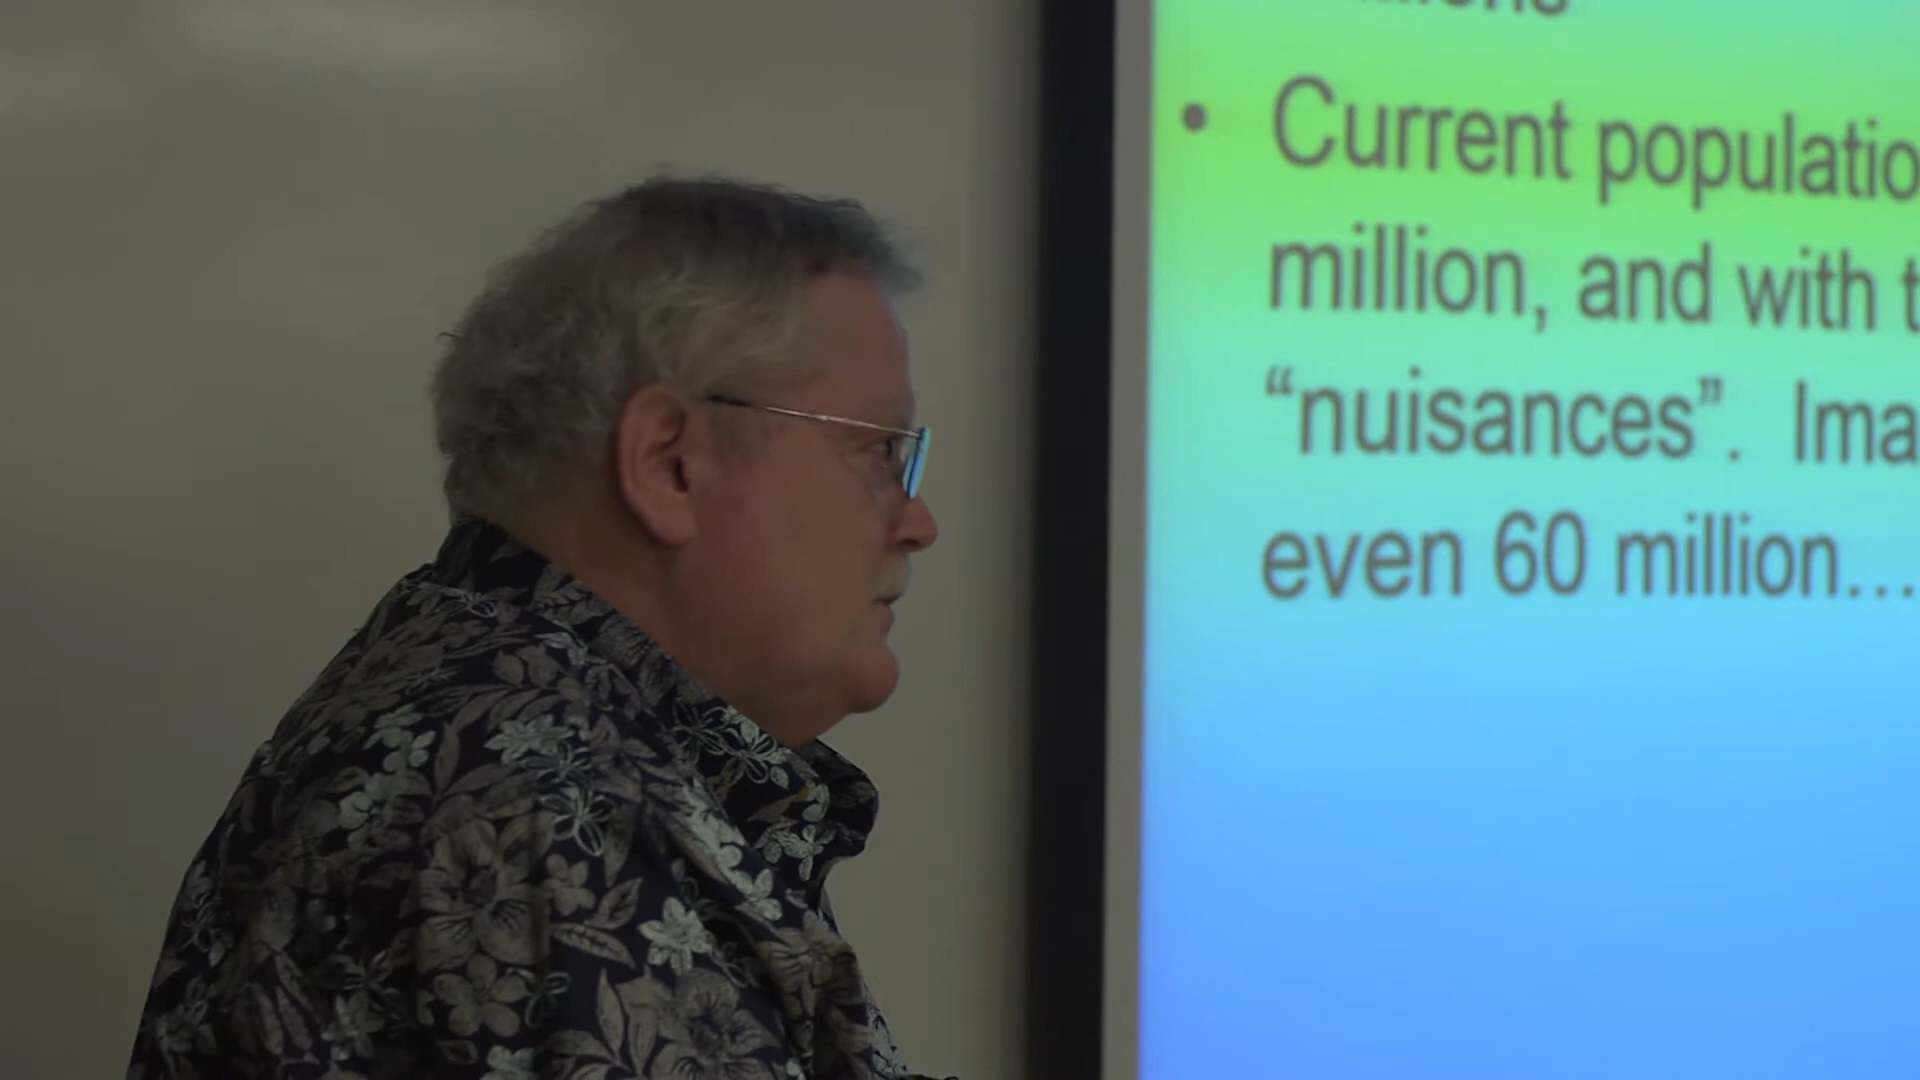 • Current populatio
million, and with t
“nuisances”. Ima
even 60 million…